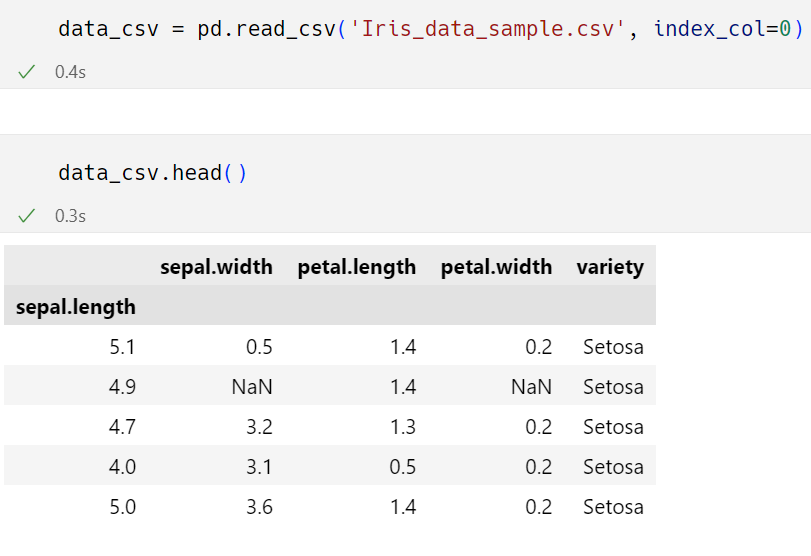 data_csv = pd.read_csv('Iris_data_sample.csv', index_col=0)
0.4s
data_csv.head()
0.3s
sepal.width petal.length petal.width variety
sepal.length
5.1 0.5 1.4 0.2 Setosa
4.9 NaN 1.4 NaN Setosa
4.7 3.2 1.3 0.2 Setosa
4.0 3.1 0.5 0.2 Setosa
5.0 3.6 1.4 0.2 Setosa